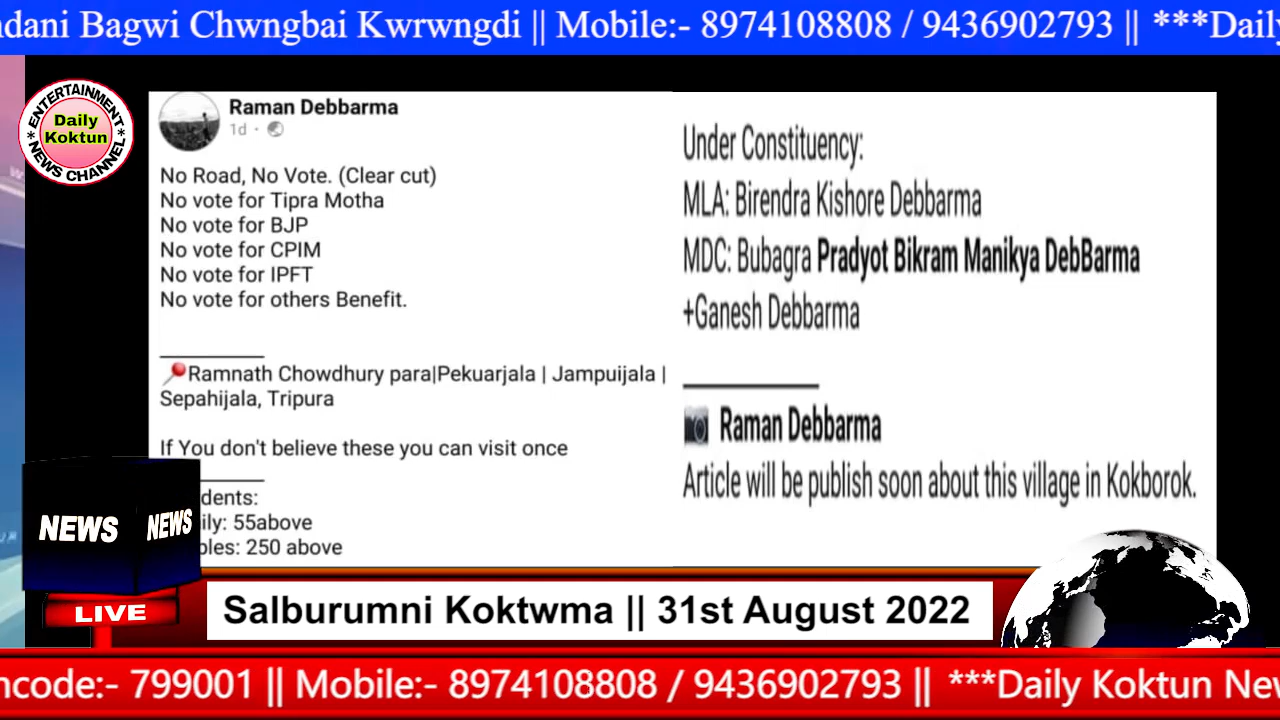 dani Bagwi Chwngbai Kwrwngdi || Mobile:- 8974108808 / 9436902793 || ***Daily
ENTERTAINMENT
Daily
Koktun
* NEWS CHANNEL *
Raman Debbarma
1d ·
No Road, No Vote. (Clear cut)
No vote for Tipra Motha
No vote for BJP
No vote for CPIM
No vote for IPFT
No vote for others Benefit.
Ramnath Chowdhury para|Pekuarjala | Jampuijala |
Sepahijala, Tripura
If You don't believe these you can visit once
dents:
ily: 55above
ples: 250 above
Under Constituency:
MLA: Birendra Kishore Debbarma
MDC: Bubagra Pradyot Bikram Manikya DebBarma
+Ganesh Debbarma
Raman Debbarma
Article will be publish soon about this village in Kokborok.
NEWS NEWS
LIVE
Salburumni Koktwma || 31st August 2022
ncode:- 799001 || Mobile:- 8974108808 / 9436902793 || ***Daily Koktun New